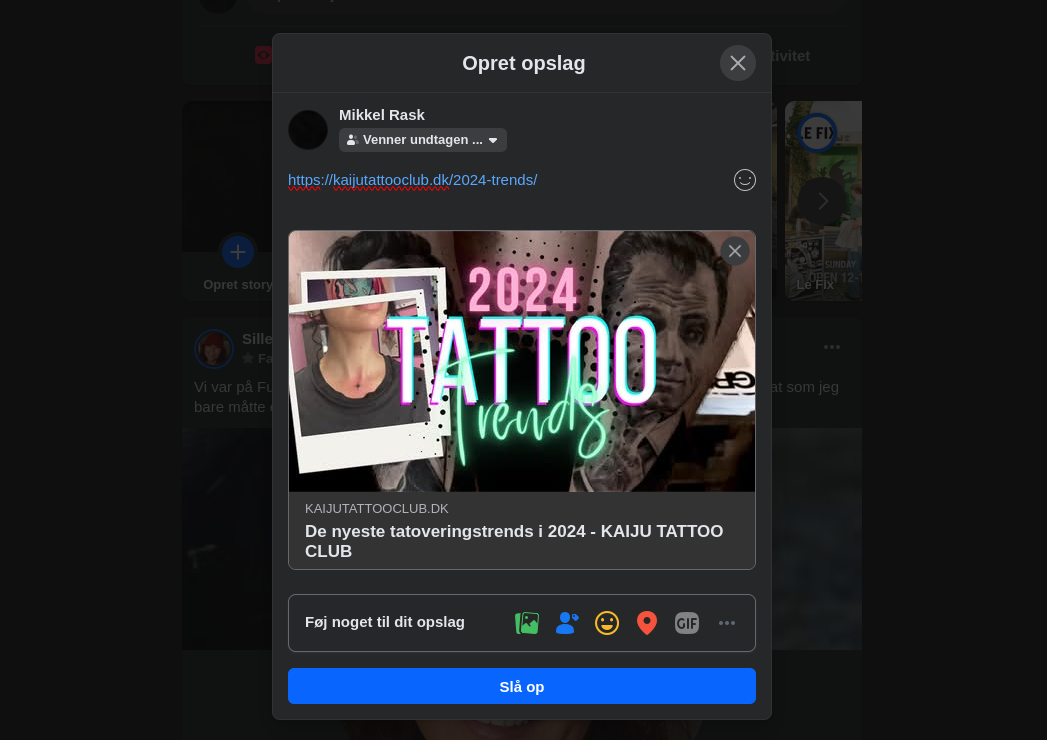 Opret opslag
tivitet
Mikkel Rask
Venner undtagen ...
https://kaijutattooclub.dk/2024-trends/
LE FIX
SUNDAY
OPEN 12-1
Le Fix
Opret story
2024
TATTOO
Trends
Sille
Fa
Vi var på Fu
at som jeg
bare måtte
KAIJUTATTOOCLUB.DK
De nyeste tatoveringstrends i 2024 - KAIJU TATTOO
CLUB
Føj noget til dit opslag
GIF
Slå op